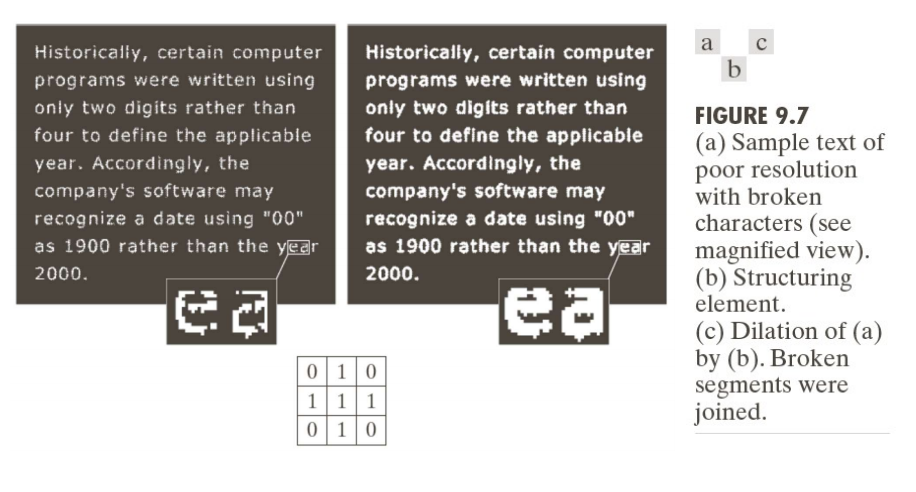 Historically, certain computer
programs were written using
only two digits rather than
four to define the applicable
year. Accordingly, the
company's software may
recognize a date using "00"
as 1900 rather than the year
2000.
e a
Historically, certain computer
programs were written using
only two digits rather than
four to define the applicable
year. Accordingly, the
company's software may
recognize a date using "00"
as 1900 rather than the year
2000.
e a
0 1 0
1 1 1
0 1 0
a c
b
FIGURE 9.7
(a) Sample text of
poor resolution
with broken
characters (see
magnified view).
(b) Structuring
element.
(c) Dilation of (a)
by (b). Broken
segments were
joined.